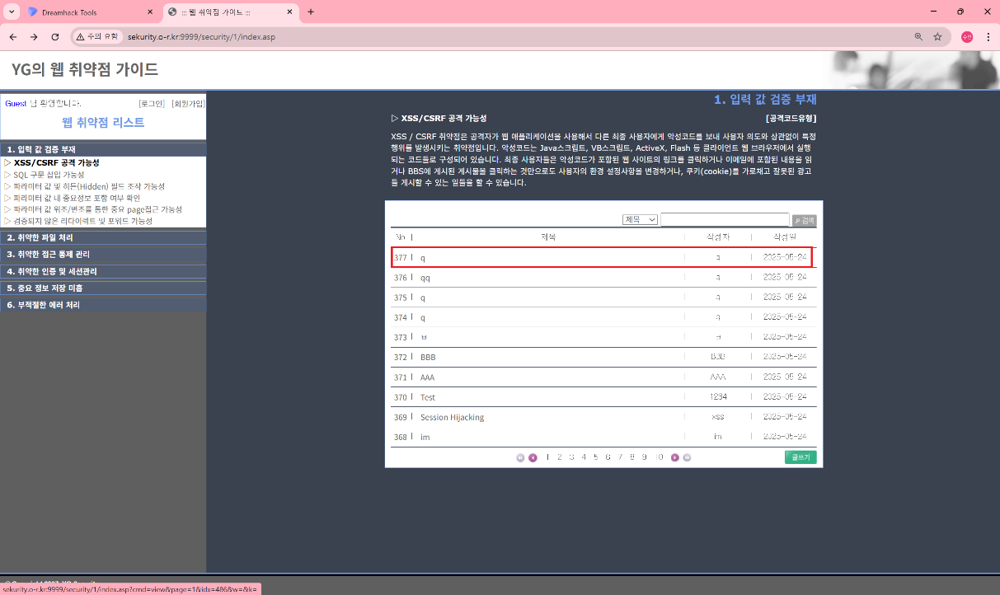 Dreamhack Tools
::: 웹 취약점 가이드 :::
주의 요함
sekurity.o-r.kr:9999/security/1/index.asp
수민
YG의 웹 취약점 가이드
Guest 님 환영합니다.
[로그인] [회원가입]
웹 취약점 리스트
1. 입력 값 검증 부재
▷ XSS/CSRF 공격 가능성
▷ SQL 구문 삽입 가능성
▷ 파라미터 값 및 히든(Hidden) 필드 조작 가능성
▷ 파라미터 값 내 중요정보 포함 여부 확인
▷ 파라미터 값 위조/변조를 통한 중요 page접근 가능성
▷ 검증되지 않은 리다이렉트 및 포워드 가능성
2. 취약한 파일 처리
3. 취약한 접근 통제 관리
4. 취약한 인증 및 세션관리
5. 중요 정보 저장 미흡
6. 부적절한 에러 처리
1. 입력 값 검증 부재
▷ XSS/CSRF 공격 가능성 [공격코드유형]
XSS / CSRF 취약점은 공격자가 웹 애플리케이션을 사용해서 다른 최종 사용자에게 악성코드를 보내 사용자 의도와 상관없이 특정
행위를 발생시키는 취약점입니다. 악성코드는 Java스크립트, VB스크립트, ActiveX, Flash 등 클라이언트 웹 브라우저에서 실행
되는 코드들로 구성되어 있습니다. 최종 사용자들은 악성코드가 포함된 웹 사이트의 링크를 클릭하거나 이메일에 포함된 내용을 읽
거나 BBS에 게시된 게시물을 클릭하는 것만으로도 사용자의 환경 설정사항을 변경하거나, 쿠키(cookie)를 가로채고 잘못된 광고
들 게시할 수 있는 일들을 할 수 있습니다.
제목 검색
No | 제목 | 작성자 | 작성일
377 | q | q | 2025-05-24
376 | qq | q | 2025-05-24
375 | q | q | 2025-05-24
374 | q | q | 2025-05-24
373 | ㅂ | ㅂ | 2025-05-24
372 | BBB | BBB | 2025-05-24
371 | AAA | AAA | 2025-05-24
370 | Test | 1234 | 2025-05-24
369 | Session Hijacking | xss | 2025-05-24
368 | im | im | 2025-05-24
1 2 3 4 5 6 7 8 9 10
글쓰기
sekurity.o-r.kr:9999/security/1/index.asp?cmd=view&page=1&idx=486&w=&k=